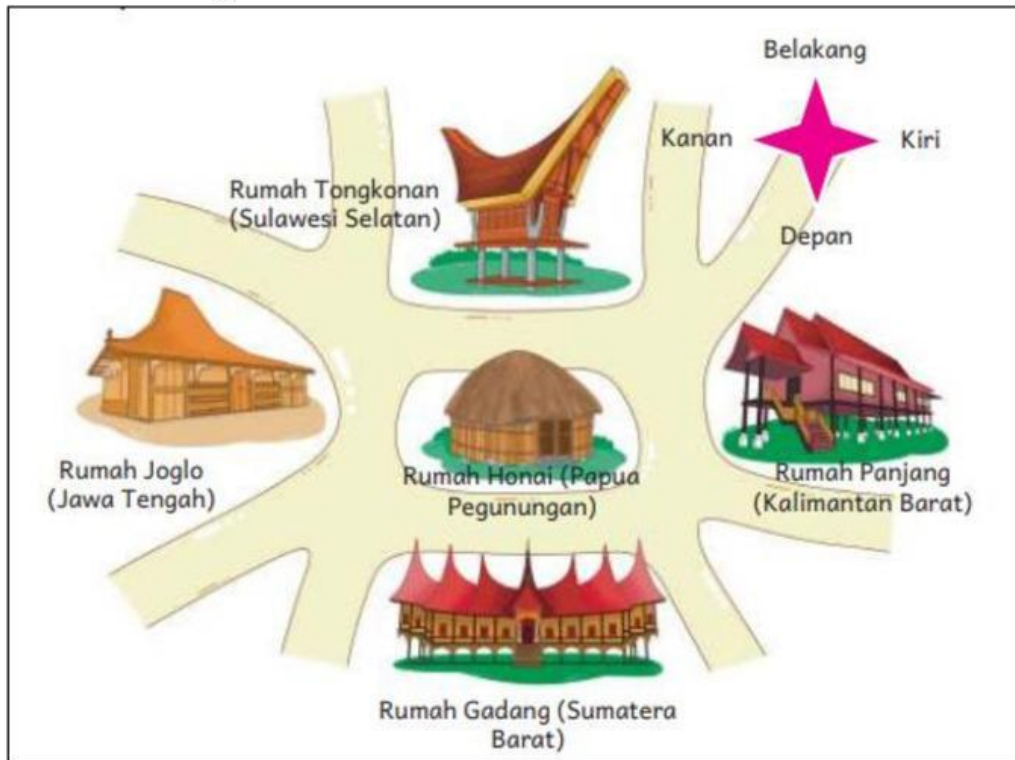 Belakang
Kanan
Kiri
Depan
Rumah Tongkonan
(Sulawesi Selatan)
Rumah Joglo
(Jawa Tengah)
Rumah Honai (Papua
Pegunungan)
Rumah Panjang
(Kalimantan Barat)
Rumah Gadang (Sumatera
Barat)